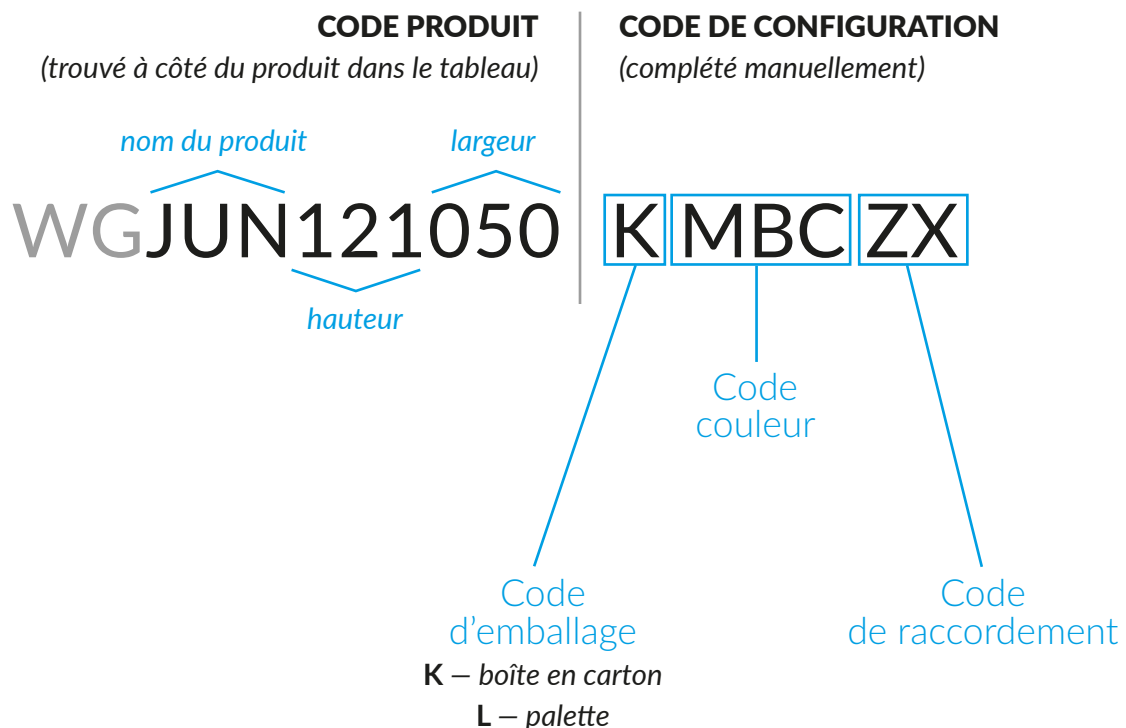 CODE PRODUIT
(trouvé à côté du produit dans le tableau)
CODE DE CONFIGURATION
(complété manuellement)
nom du produit
largeur
WGJUN121050 K MBC ZX
hauteur
Code
couleur
Code
d’emballage
K – boîte en carton
L – palette
Code
de raccordement